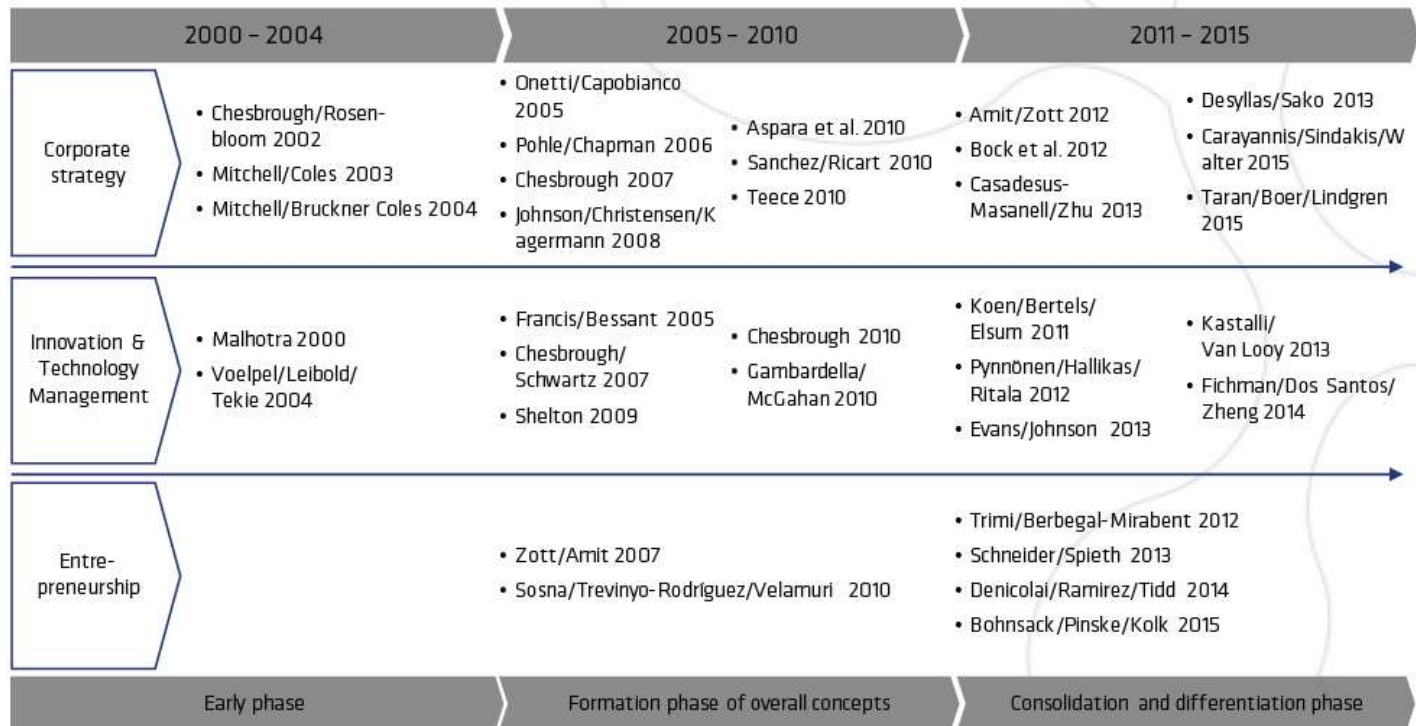 2000 – 2004
2005 – 2010
2011 – 2015
Corporate
strategy
• Chesbrough/Rosen-
bloom 2002
• Mitchell/Coles 2003
• Mitchell/Bruckner Coles 2004
• Onetti/Capobianco
2005
• Pohle/Chapman 2006
• Chesbrough 2007
• Johnson/Christensen/K
agermann 2008
• Aspara et al. 2010
• Sanchez/Ricart 2010
• Teece 2010
• Amit/Zott 2012
• Bock et al. 2012
• Casadesus-
Masanell/Zhu 2013
• Desyllas/Sako 2013
• Carayannis/Sindakis/W
alter 2015
• Taran/Boer/Lindgren
2015
Innovation &
Technology
Management
• Malhotra 2000
• Voelpel/Leibold/
Tekie 2004
• Francis/Bessant 2005
• Chesbrough/
Schwartz 2007
• Shelton 2009
• Chesbrough 2010
• Gambardella/
McGahan 2010
• Koen/Bertels/
Elsum 2011
• Pynnönen/Hallikas/
Ritala 2012
• Evans/Johnson 2013
• Kastalli/
Van Looy 2013
• Fichman/Dos Santos/
Zheng 2014
Entre-
preneurship
• Zott/Amit 2007
• Sosna/Trevinyo-Rodríguez/Velamuri 2010
• Trimi/Berbegal-Mirabent 2012
• Schneider/Spieth 2013
• Denicolai/Ramirez/Tidd 2014
• Bohnsack/Pinske/Kolk 2015
Early phase
Formation phase of overall concepts
Consolidation and differentiation phase